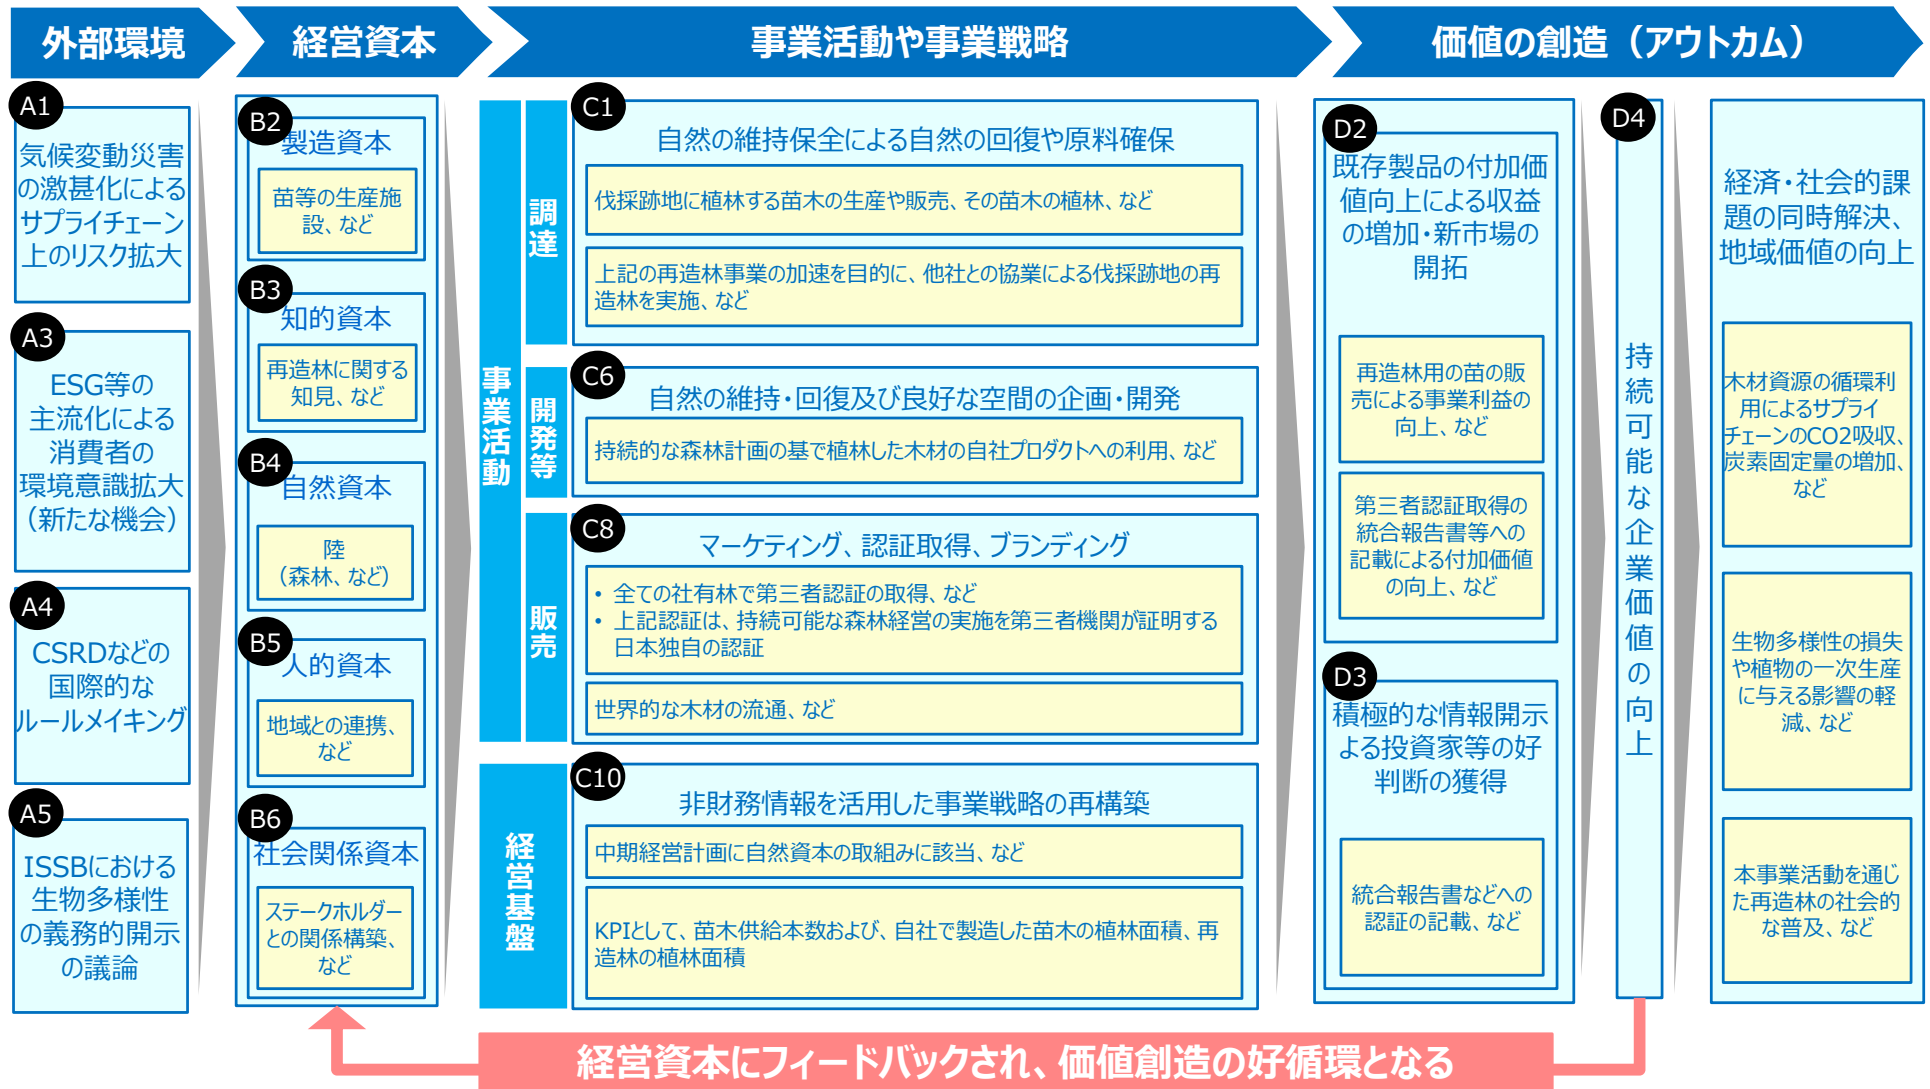 外部環境
経営資本
事業活動や事業戦略
価値の創造（アウトカム）
A1
気候変動災害
の激甚化による
サプライチェーン
上のリスク拡大
A3
ESG等の
主流化による
消費者の
環境意識拡大
（新たな機会）
A4
CSRDなどの
国際的な
ルールメイキング
A5
ISSBにおける
生物多様性
の義務的開示
の議論
B2
製造資本
苗等の生産施
設、など
B3
知的資本
再造林に関する
知見、など
B4
自然資本
陸
（森林、など）
B5
人的資本
地域との連携、
など
B6
社会関係資本
ステークホルダー
との関係構築、
など
事業活動
調達
C1
自然の維持保全による自然の回復や原料確保
伐採跡地に植林する苗木の生産や販売、その苗木の植林、など
上記の再造林事業の加速を目的に、他社との協業による伐採跡地の再
造林を実施、など
開発等
C6
自然の維持・回復及び良好な空間の企画・開発
持続的な森林計画の基で植林した木材の自社プロダクトへの利用、など
販売
C8
マーケティング、認証取得、ブランディング
• 全ての社有林で第三者認証の取得、など
• 上記認証は、持続可能な森林経営の実施を第三者機関が証明する
日本独自の認証
世界的な木材の流通、など
経営基盤
C10
非財務情報を活用した事業戦略の再構築
中期経営計画に自然資本の取組みに該当、など
KPIとして、苗木供給本数および、自社で製造した苗木の植林面積、再
造林の植林面積
D2
既存製品の付加価
値向上による収益
の増加・新市場の
開拓
再造林用の苗の販
売による事業利益の
向上、など
第三者認証取得の
統合報告書等への
記載による付加価値
の向上、など
D3
積極的な情報開示
による投資家等の好
判断の獲得
統合報告書などへの
認証の記載、など
D4
持続可能な企業価値の向上
経済・社会的課
題の同時解決、
地域価値の向上
木材資源の循環利
用によるサプライ
チェーンのCO2吸収、
炭素固定量の増加、
など
生物多様性の損失
や植物の一次生産
に与える影響の軽
減、など
本事業活動を通じ
た再造林の社会的
な普及、など
経営資本にフィードバックされ、価値創造の好循環となる